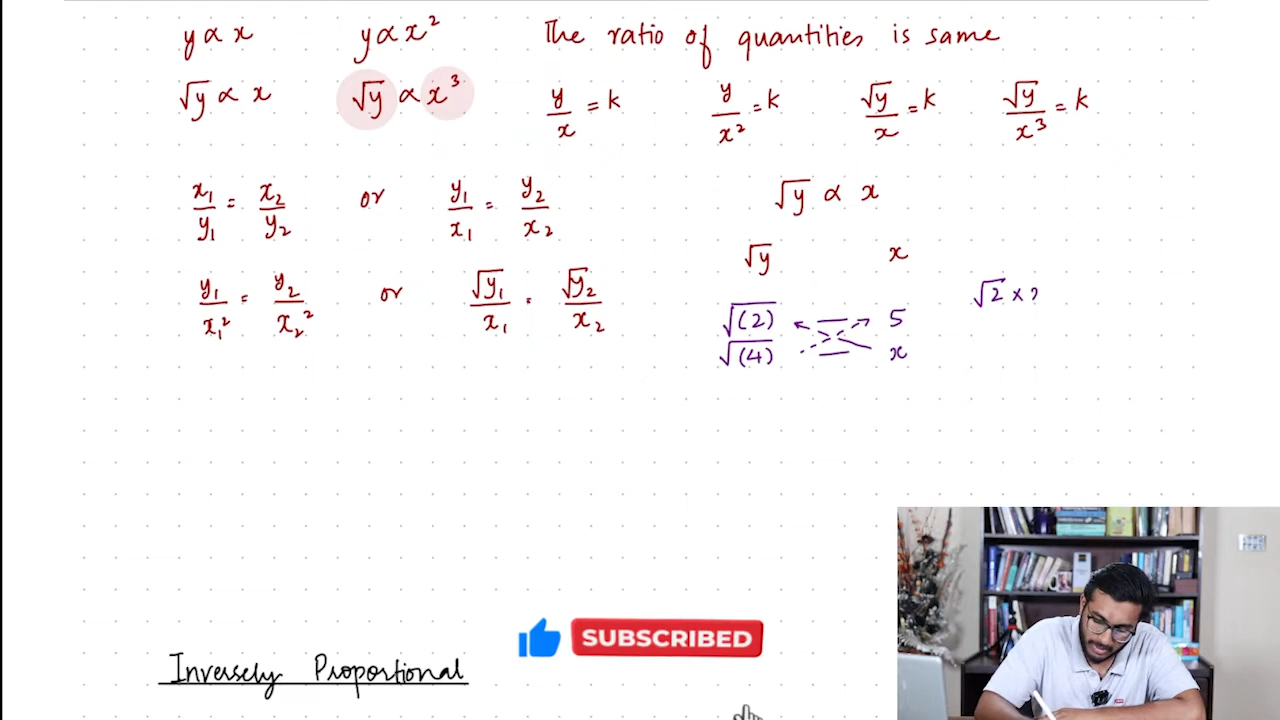 y ∝ x y ∝ x² The ratio of quantities is same
√y ∝ x √y ∝ x³ y/x = k y/x² = k √y/x = k √y/x³ = k
x₁/y₁ = x₂/y₂ or y₁/x₁ = y₂/x₂ √y ∝ x
√y x
y₁/x₁² = y₂/x₂² or √y₁/x₁ = √y₂/x₂
√(2) 5 √2 ×
√(4) x
SUBSCRIBED
Inversely Proportional